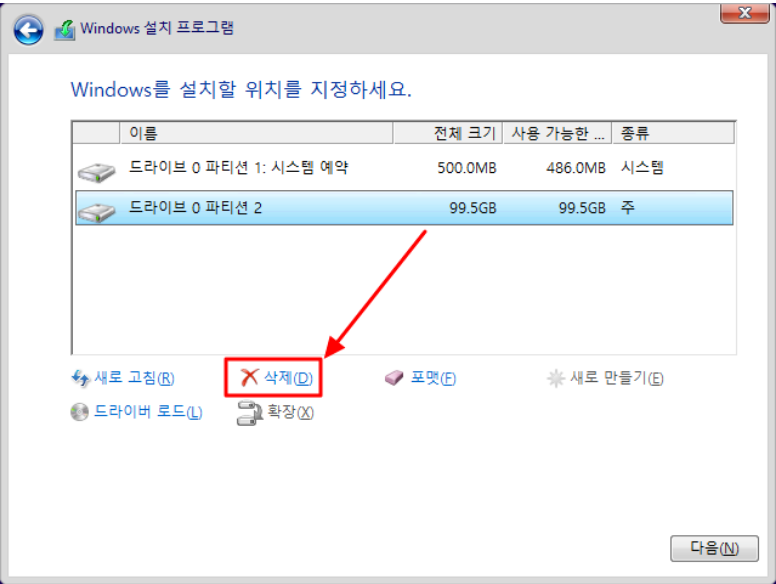 Windows 설치 프로그램
Windows를 설치할 위치를 지정하세요.
이름 전체 크기 사용 가능한 ... 종류
드라이브 0 파티션 1: 시스템 예약 500.0MB 486.0MB 시스템
드라이브 0 파티션 2 99.5GB 99.5GB 주
새로 고침(R) 삭제(D) 포맷(F) 새로 만들기(E)
드라이버 로드(L) 확장(X)
다음(N)